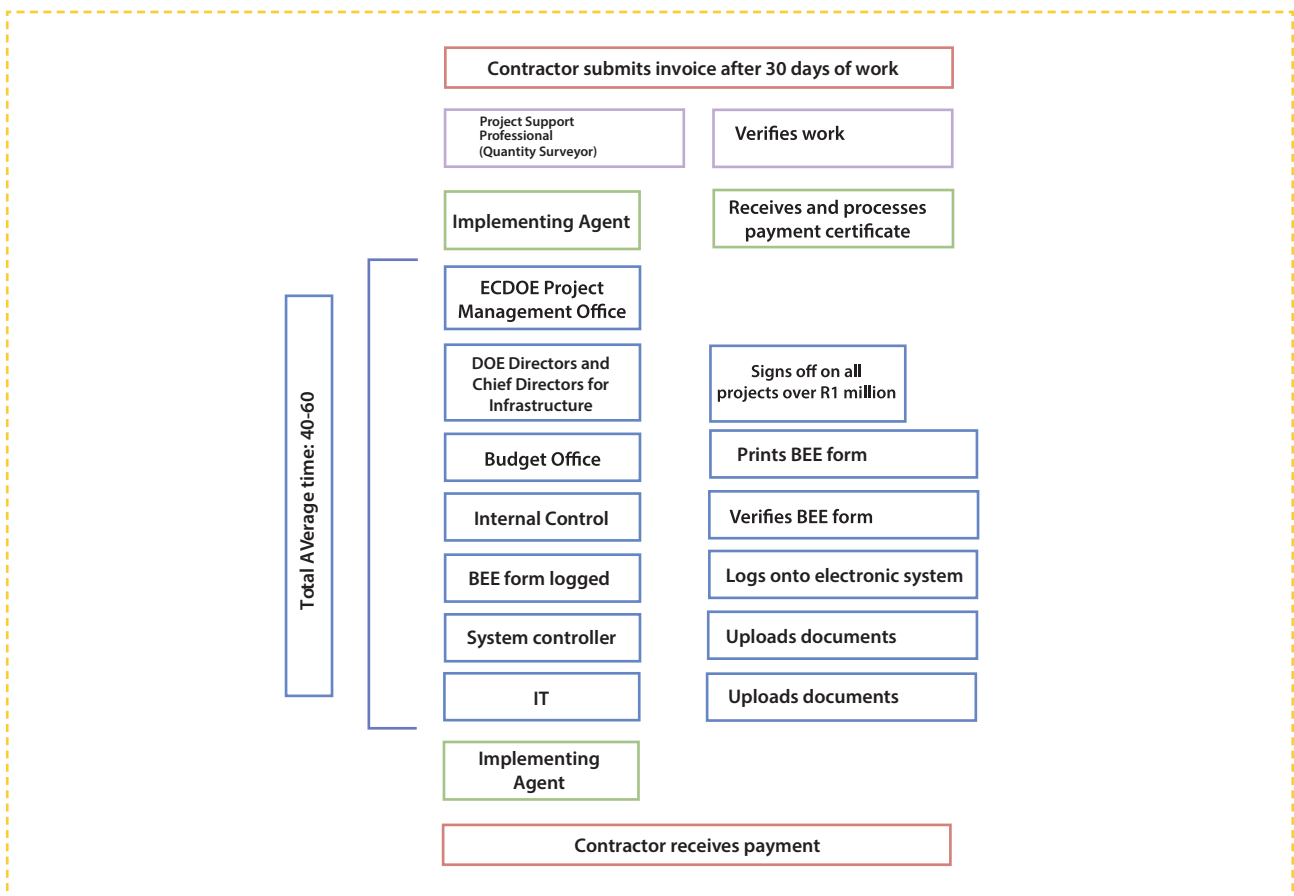 Contractor submits invoice after 30 days of work
Project Support
Professional
(Quantity Surveyor)
Verifies work
Implementing Agent
Receives and processes
payment certificate
Total AVerage time: 40-60
ECDOE Project
Management Office
DOE Directors and
Chief Directors for
Infrastructure
Signs off on all
projects over R1 million
Budget Office
Prints BEE form
Internal Control
Verifies BEE form
BEE form logged
Logs onto electronic system
System controller
Uploads documents
IT
Uploads documents
Implementing
Agent
Contractor receives payment